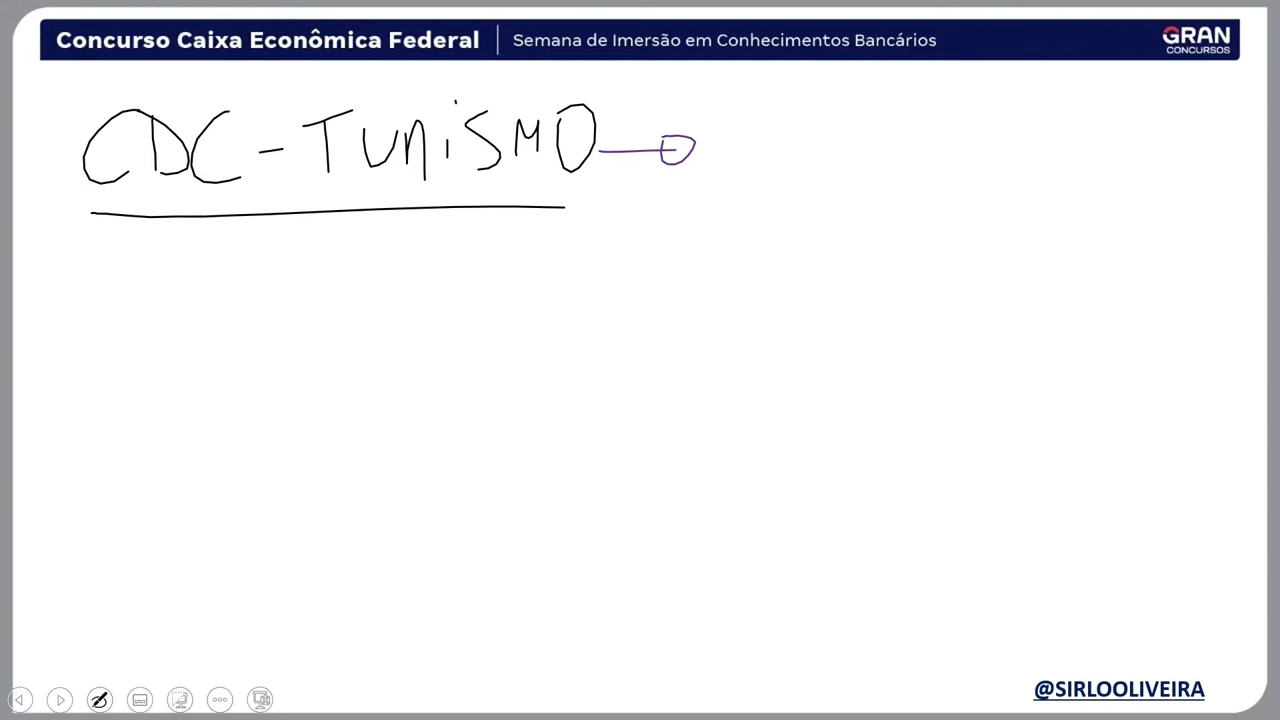 Concurso Caixa Econômica Federal | Semana de Imersão em Conhecimentos Bancários
GRAN CONCURSOS
CDC - TURiSMO
@SIRLOOLIVEIRA